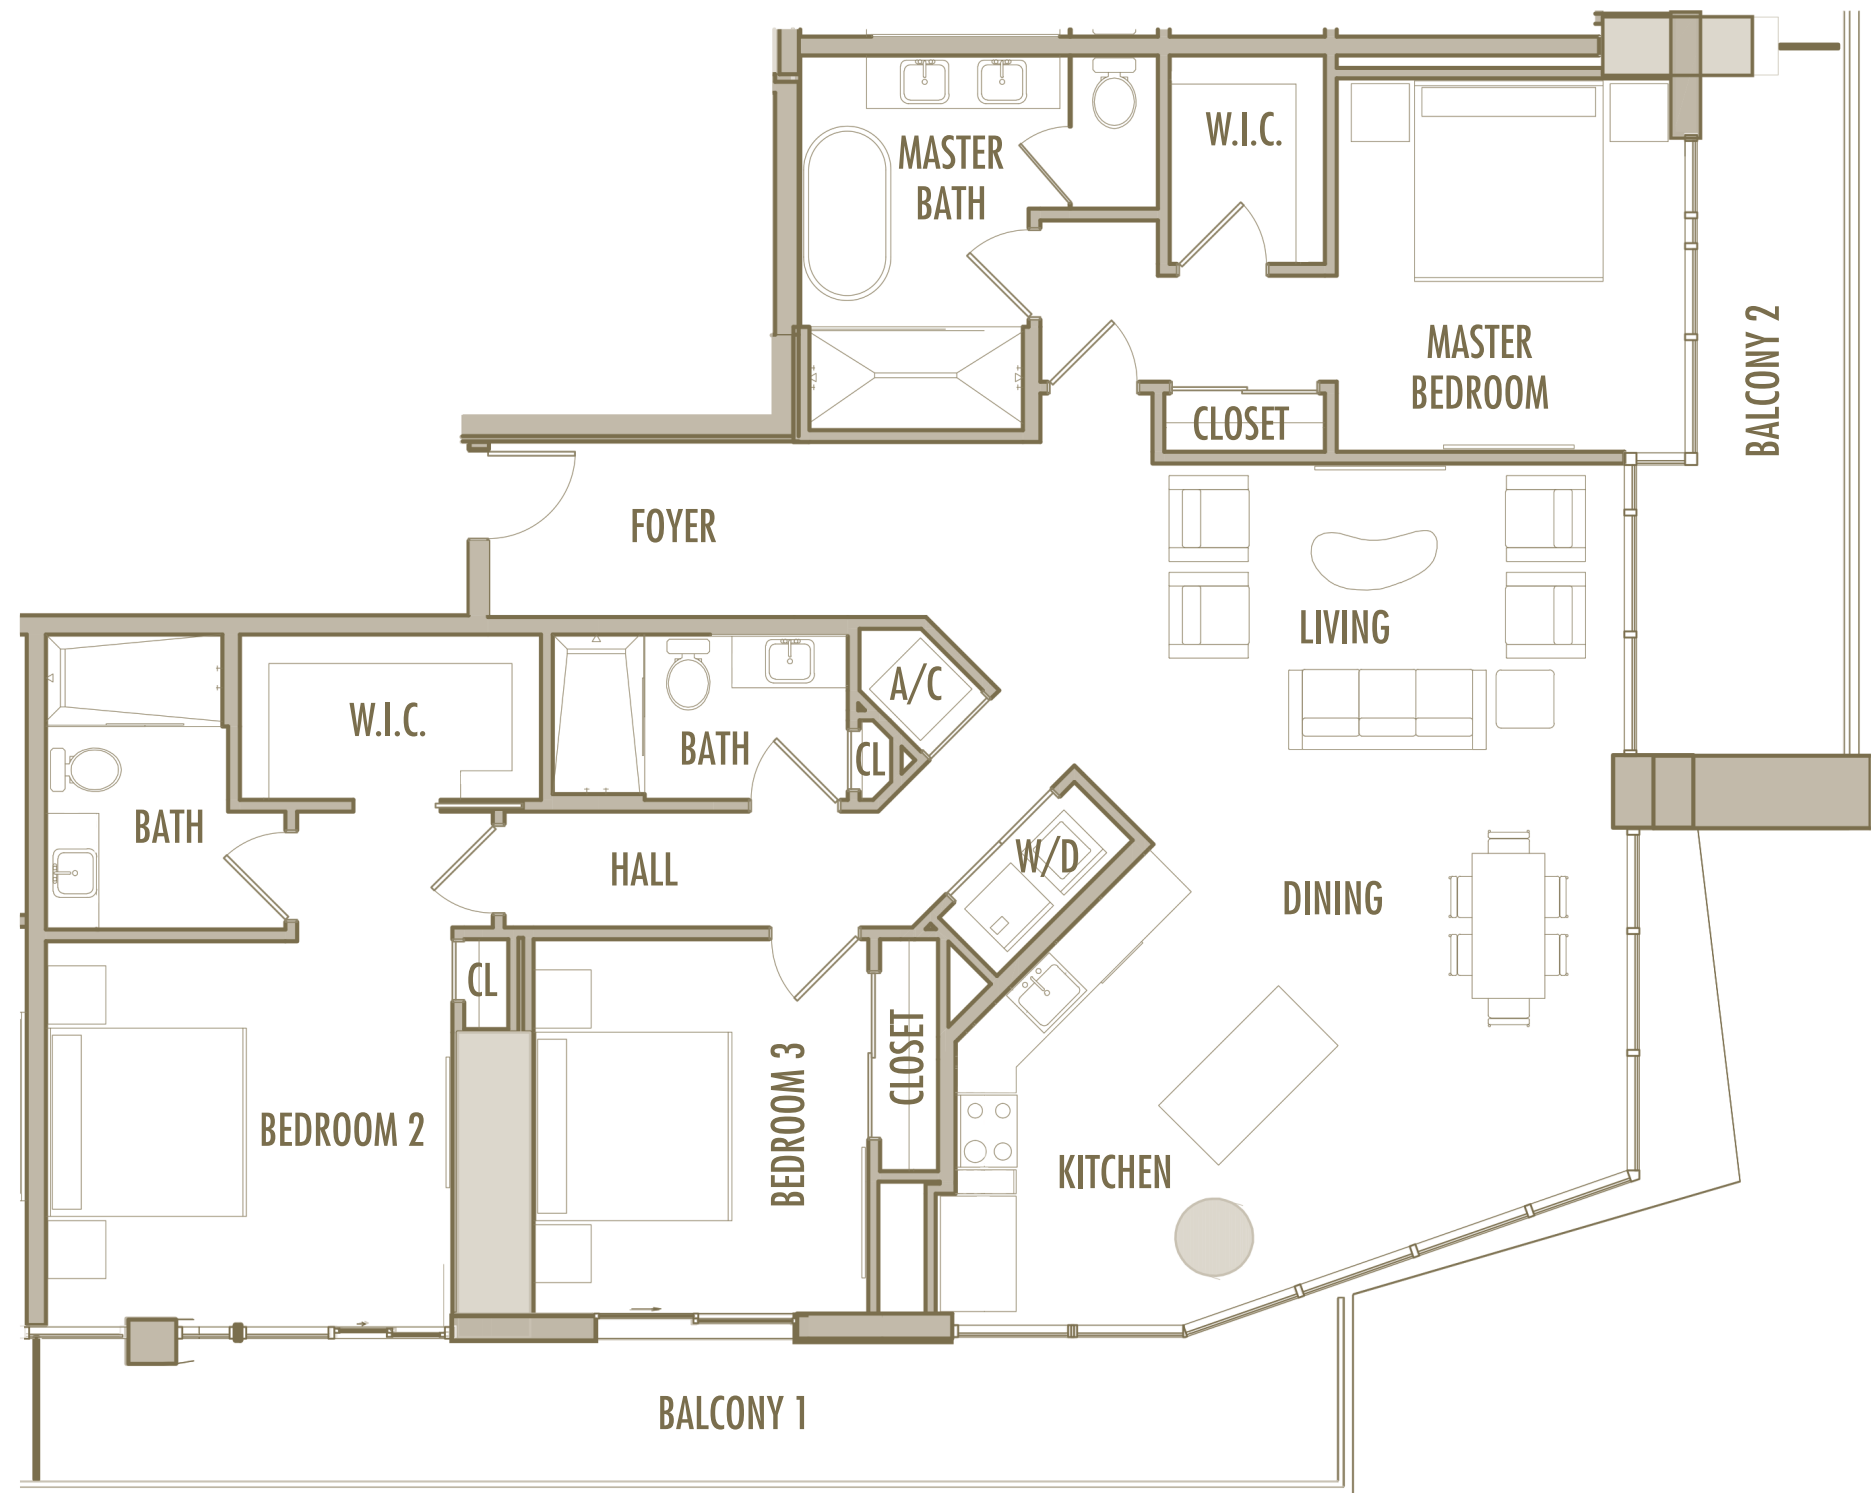 MASTER
BATH
W.I.C.
MASTER
BEDROOM
BALCONY 2
CLOSET
FOYER
LIVING
A/C
W.I.C.
BATH
CL
BATH
HALL
W/D
DINING
CL
CLOSET
BEDROOM 2
BEDROOM 3
KITCHEN
BALCONY 1